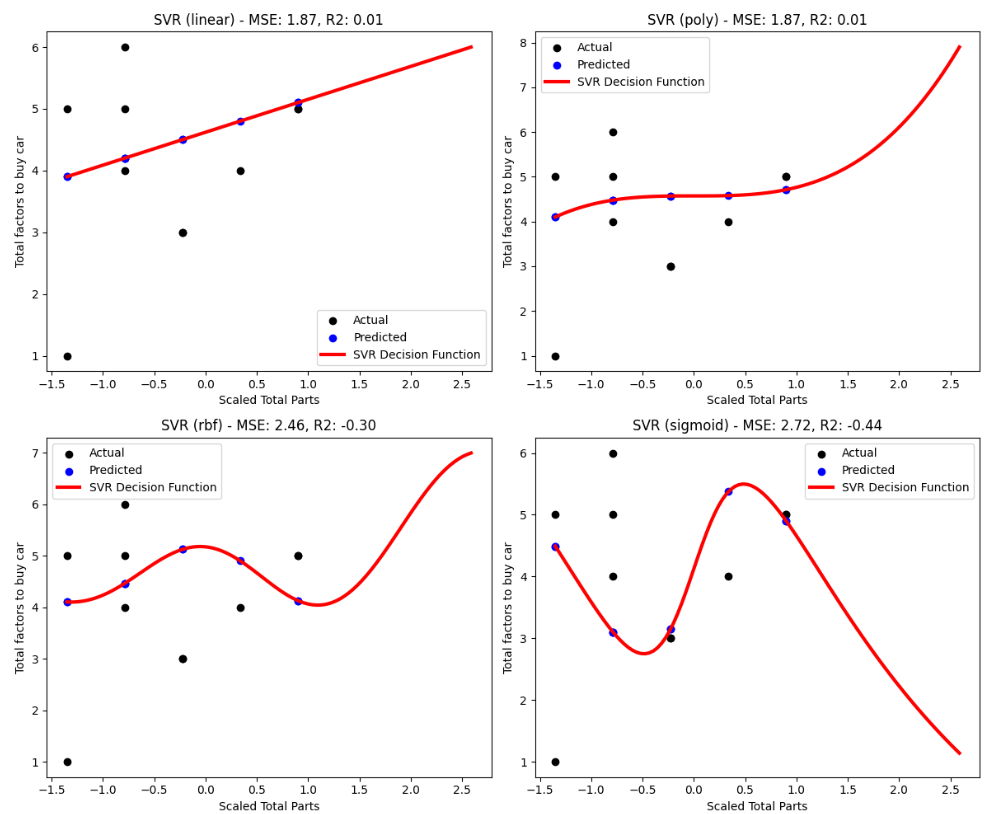 SVR (linear) - MSE: 1.87, R2: 0.01
6
5
4
3
2
1
Total factors to buy car
Actual
Predicted
SVR Decision Function
−1.5 −1.0 −0.5 0.0 0.5 1.0 1.5 2.0 2.5
Scaled Total Parts
SVR (poly) - MSE: 1.87, R2: 0.01
8
7
6
5
4
3
2
1
Total factors to buy car
Actual
Predicted
SVR Decision Function
−1.5 −1.0 −0.5 0.0 0.5 1.0 1.5 2.0 2.5
Scaled Total Parts
SVR (rbf) - MSE: 2.46, R2: -0.30
7
6
5
4
3
2
1
Total factors to buy car
Actual
Predicted
SVR Decision Function
−1.5 −1.0 −0.5 0.0 0.5 1.0 1.5 2.0 2.5
Scaled Total Parts
SVR (sigmoid) - MSE: 2.72, R2: -0.44
6
5
4
3
2
1
Total factors to buy car
Actual
Predicted
SVR Decision Function
−1.5 −1.0 −0.5 0.0 0.5 1.0 1.5 2.0 2.5
Scaled Total Parts